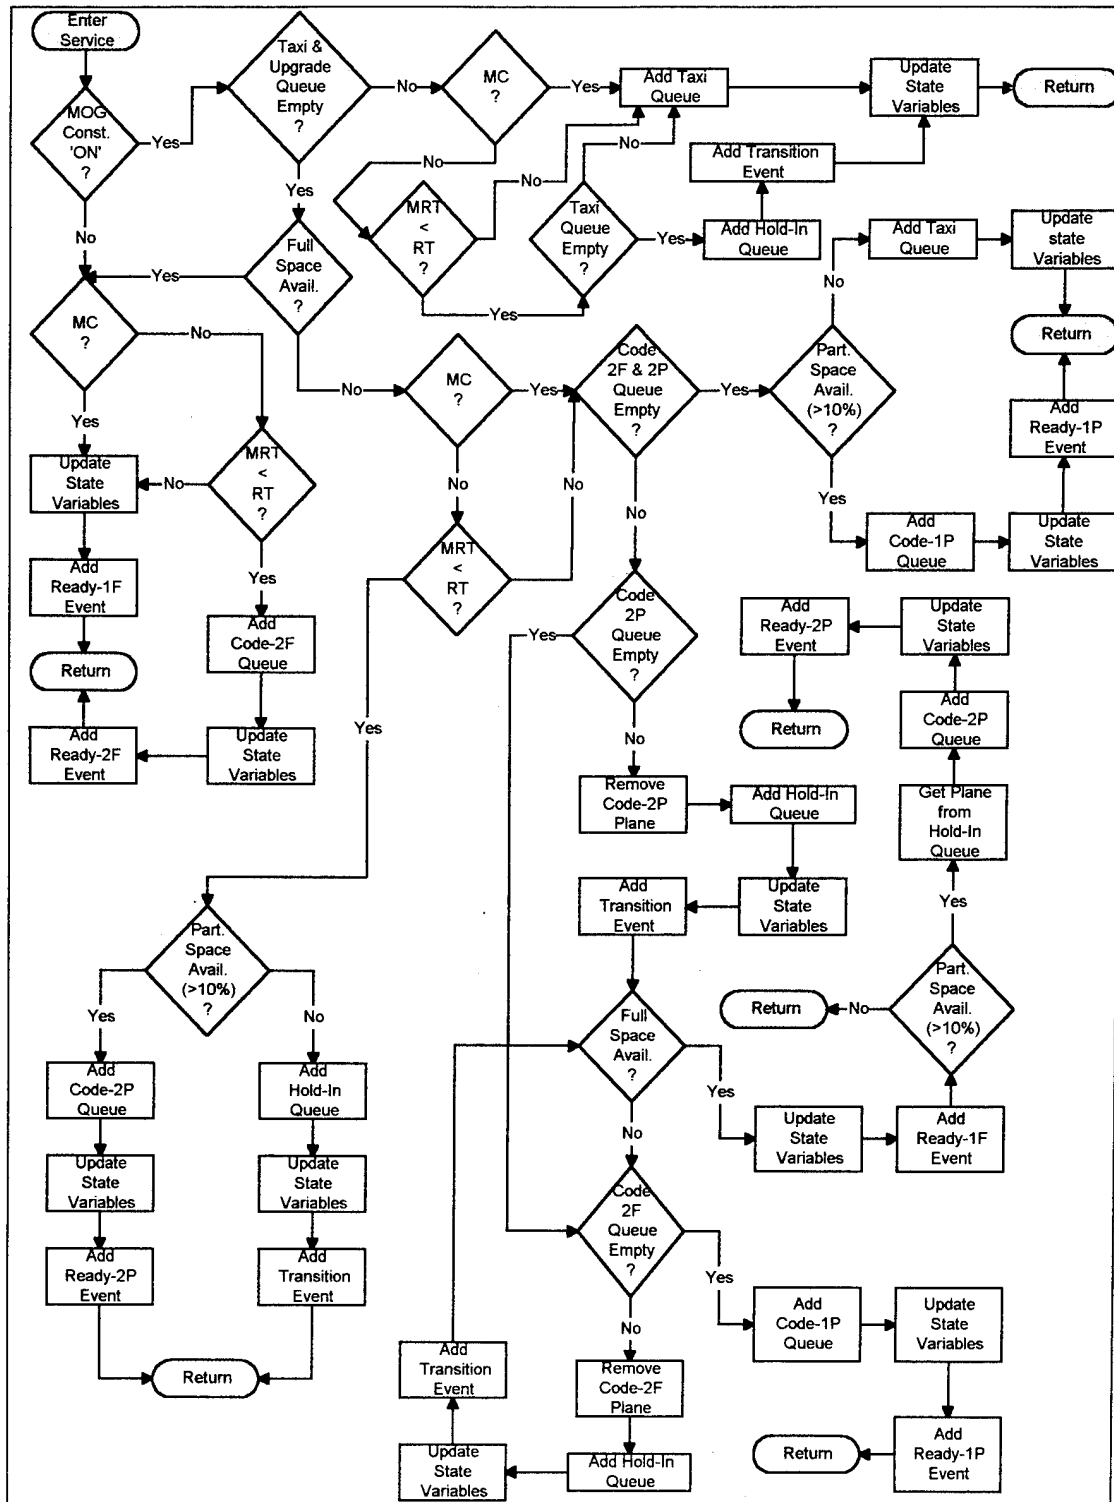 Enter
Service
MOG
Const.
'ON'
?
Yes
No
Taxi &
Upgrade
Queue
Empty
?
No
Yes
MC
?
Yes
No
Add Taxi
Queue
Update
State
Variables
Return
MRT
<
RT
?
No
Yes
Taxi
Queue
Empty
?
No
Yes
Add Hold-In
Queue
Add Transition
Event
Full
Space
Avail.
?
Yes
No
MC
?
No
Yes
MRT
<
RT
?
No
Yes
Update
State
Variables
Add
Ready-1F
Event
Return
Add
Code-2F
Queue
Update
State
Variables
Add
Ready-2F
Event
MC
?
Yes
No
MRT
<
RT
?
No
Yes
Code
2F & 2P
Queue
Empty
?
Yes
No
Part.
Space
Avail.
(>10%)
?
No
Yes
Add Taxi
Queue
Update
state
Variables
Return
Add
Code-1P
Queue
Update
State
Variables
Add
Ready-1P
Event
Code
2P
Queue
Empty
?
Yes
No
Remove
Code-2P
Plane
Add Hold-In
Queue
Update
State
Variables
Add
Transition
Event
Full
Space
Avail.
?
Yes
No
Update
State
Variables
Add
Ready-1F
Event
Part.
Space
Avail.
(>10%)
?
No
Return
Yes
Get Plane
from
Hold-In
Queue
Add
Code-2P
Queue
Update
State
Variables
Add
Ready-2P
Event
Return
Part.
Space
Avail.
(>10%)
?
Yes
No
Add
Code-2P
Queue
Update
State
Variables
Add
Ready-2P
Event
Add
Hold-In
Queue
Update
State
Variables
Add
Transition
Event
Return
Code
2F
Queue
Empty
?
Yes
No
Add
Code-1P
Queue
Update
State
Variables
Add
Ready-1P
Event
Return
Remove
Code-2F
Plane
Add Hold-In
Queue
Update
State
Variables
Add
Transition
Event